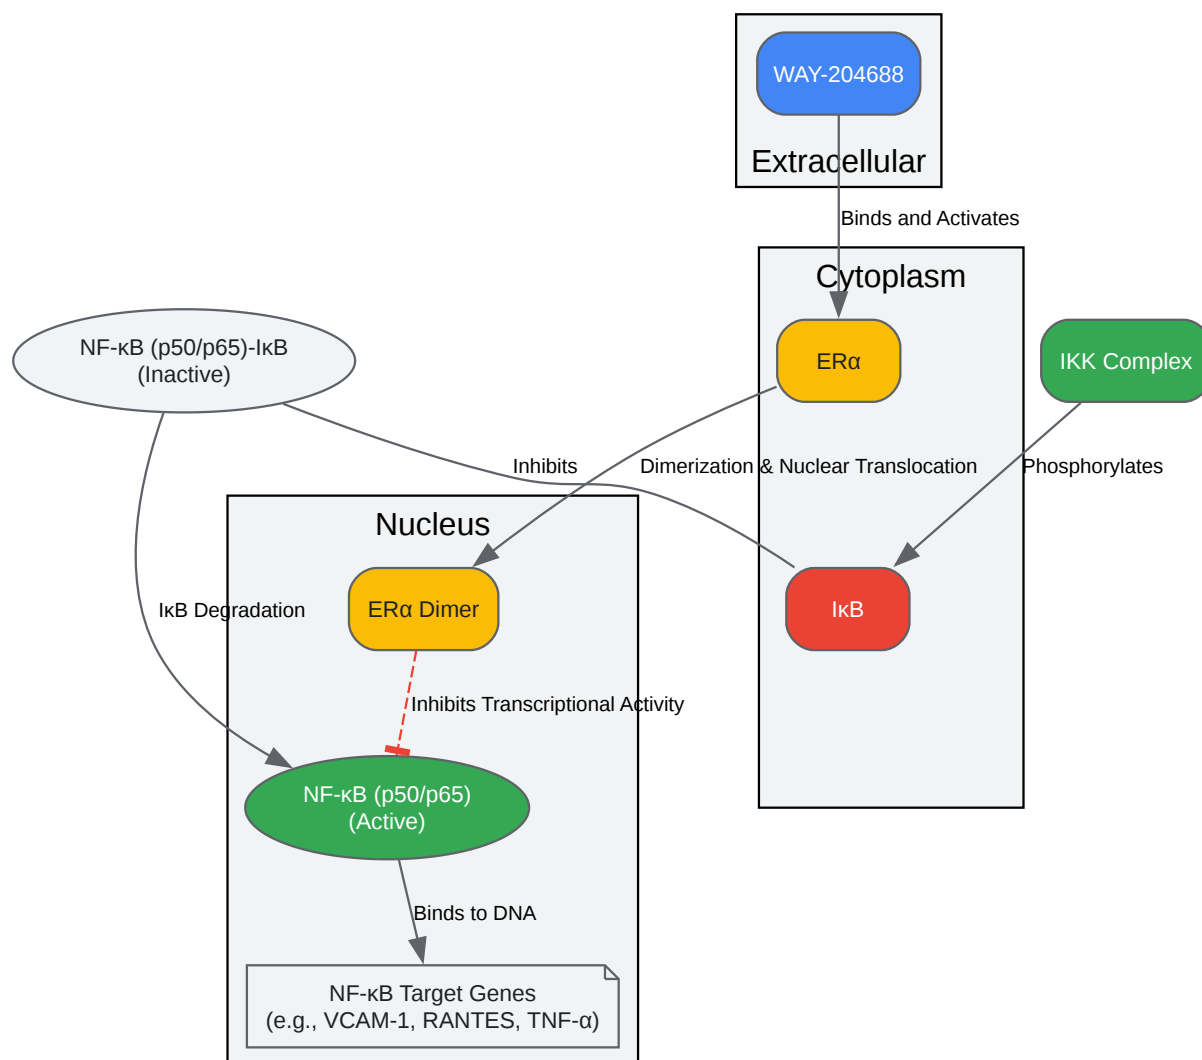 WAY-204688
Extracellular
Binds and Activates
Cytoplasm
NF-κB (p50/p65)-IκB
(Inactive)
ERα
IKK Complex
Inhibits
Dimerization & Nuclear Translocation
Phosphorylates
Nucleus
ERα Dimer
IκB
IκB Degradation
Inhibits Transcriptional Activity
NF-κB (p50/p65)
(Active)
Binds to DNA
NF-κB Target Genes
(e.g., VCAM-1, RANTES, TNF-α)